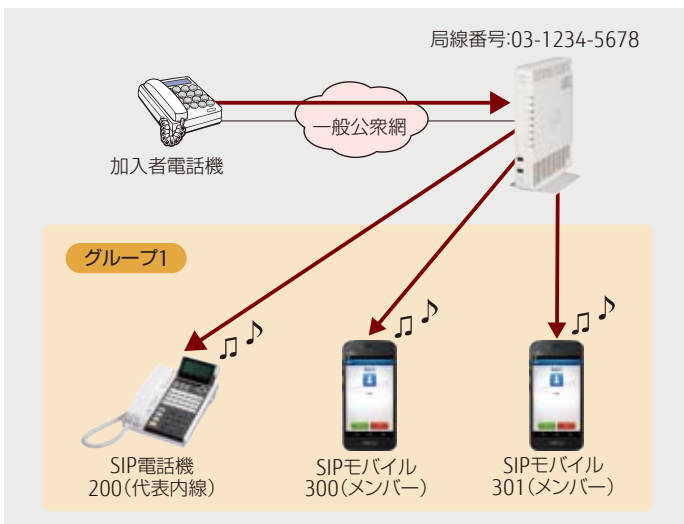 局線番号:03-1234-5678
一般公衆網
加入者電話機
グループ1
SIP電話機
200(代表内線)
SIPモバイル
300(メンバー)
SIPモバイル
301(メンバー)